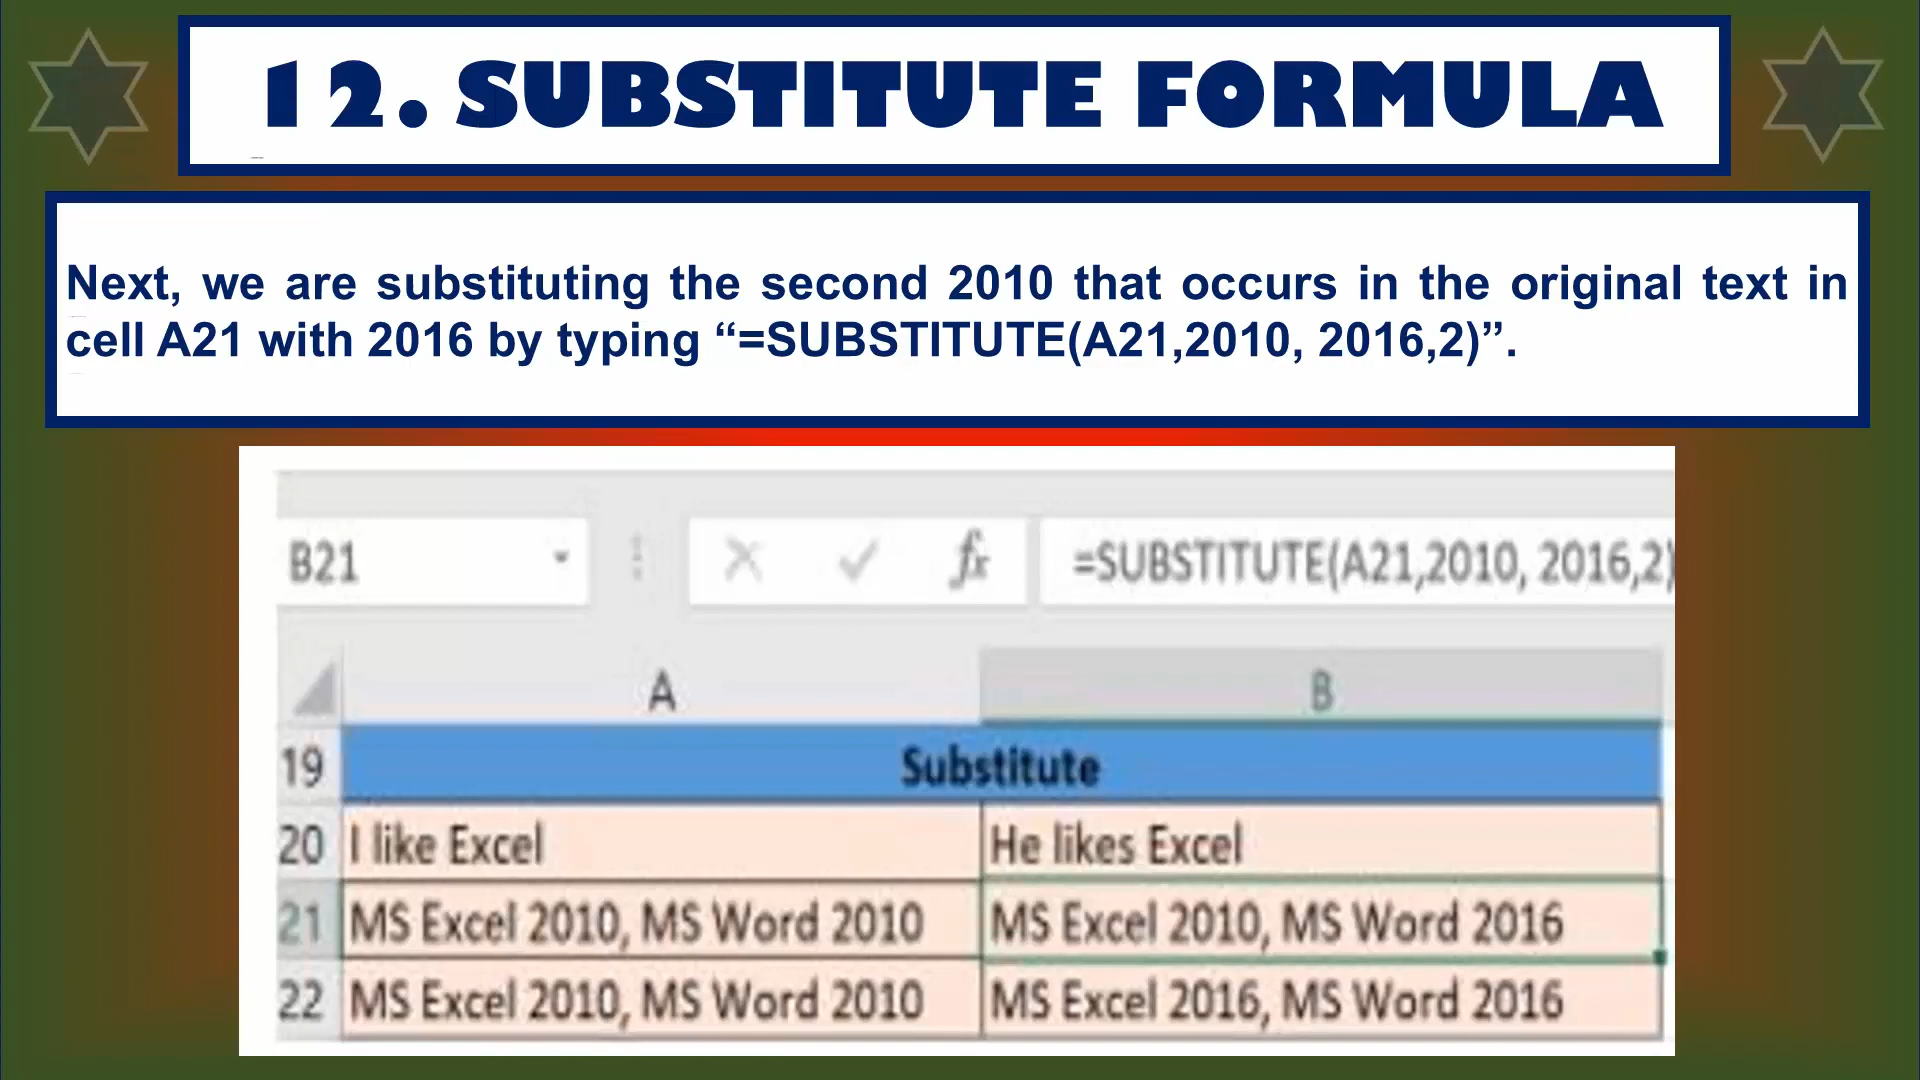 12. SUBSTITUTE FORMULA
Next, we are substituting the second 2010 that occurs in the original text in
cell A21 with 2016 by typing “=SUBSTITUTE(A21,2010, 2016,2)”.
B21 fx =SUBSTITUTE(A21,2010, 2016,2)
A B
19 Substitute
20 I like Excel He likes Excel
21 MS Excel 2010, MS Word 2010 MS Excel 2010, MS Word 2016
22 MS Excel 2010, MS Word 2010 MS Excel 2016, MS Word 2016